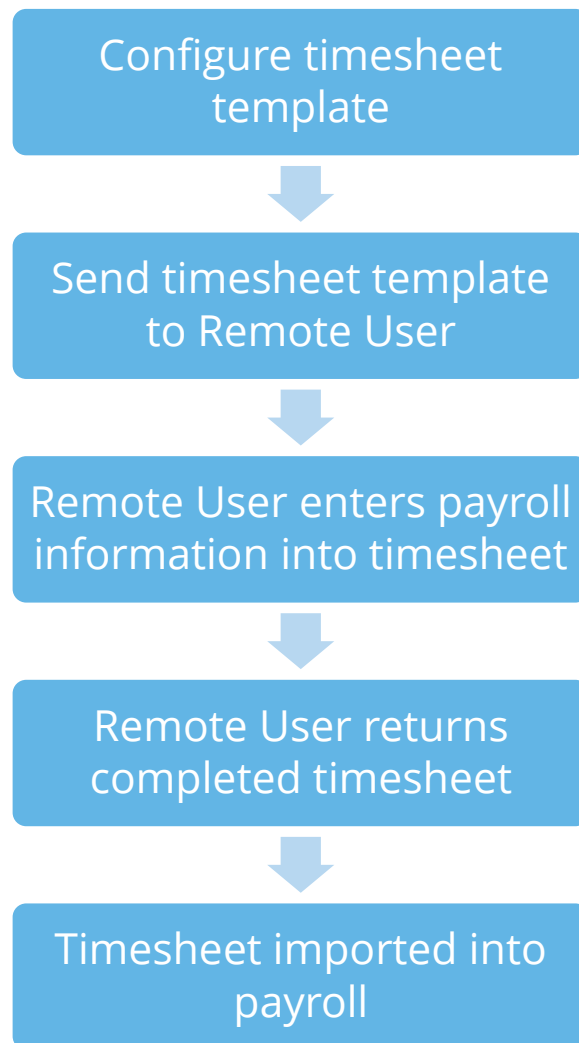 Configure timesheet
template
Send timesheet template
to Remote User
Remote User enters payroll
information into timesheet
Remote User returns
completed timesheet
Timesheet imported into
payroll